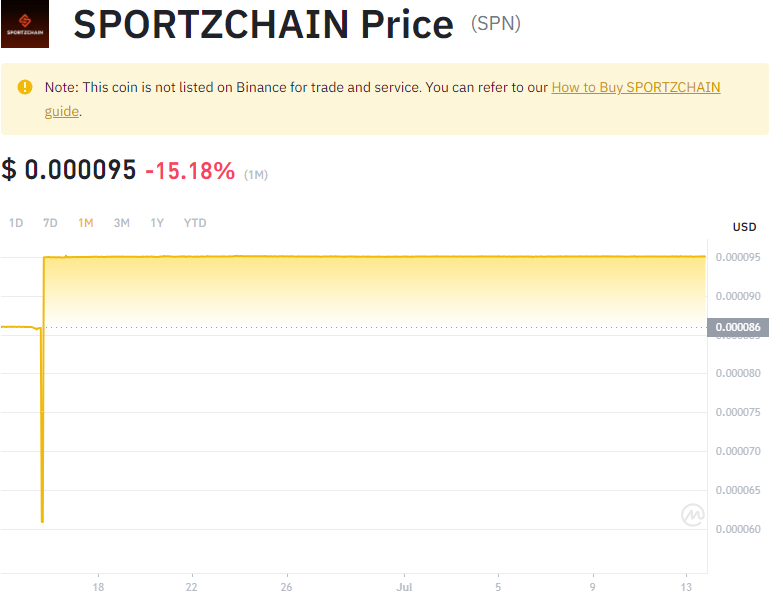 SPORTZCHAIN
SPORTZCHAIN Price (SPN)
Note: This coin is not listed on Binance for trade and service. You can refer to our How to Buy SPORTZCHAIN
guide.
$ 0.000095 -15.18% (1M)
1D 7D 1M 3M 1Y YTD
USD
0.000095
0.000090
0.000086
0.000080
0.000075
0.000070
0.000065
0.000060
18 22 26 Jul 5 9 13